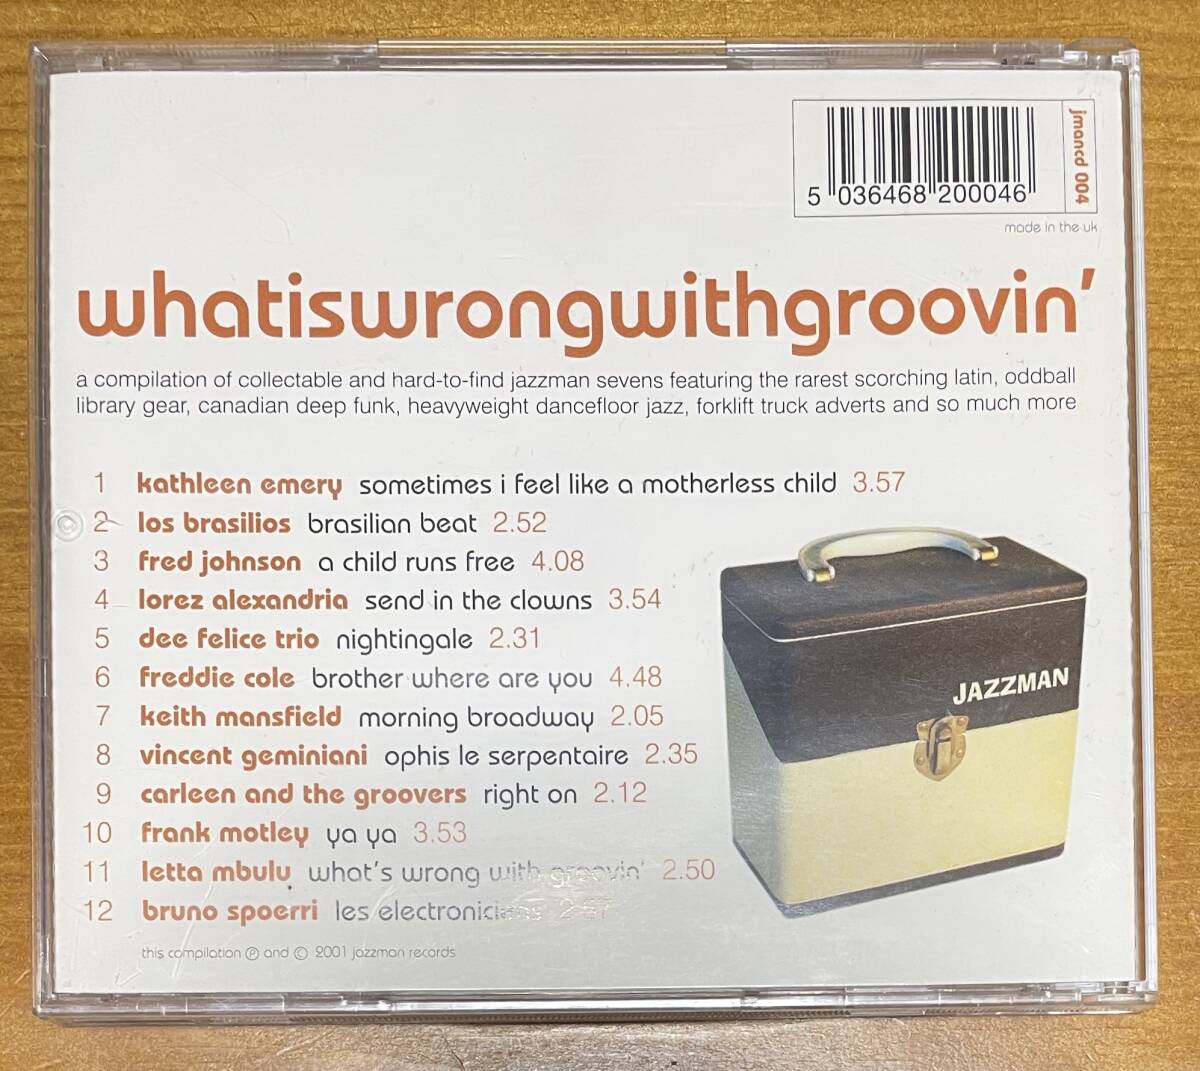 5 036468 200046
jmancd 004
made in the uk
whatiswrongwithgroovin'
a compilation of collectable and hard-to-find jazzman sevens featuring the rarest scorching latin, oddball
library gear, canadian deep funk, heavyweight dancefloor jazz, forklift truck adverts and so much more
1 kathleen emery sometimes i feel like a motherless child 3.57
2 los brasilios brasilian beat 2.52
3 fred johnson a child runs free 4.08
4 lorez alexandria send in the clowns 3.54
5 dee felice trio nightingale 2.31
6 freddie cole brother where are you 4.48
7 keith mansfield morning broadway 2.05
8 vincent geminiani ophis le serpentaire 2.35
9 carleen and the groovers right on 2.12
10 frank motley ya ya 3.53
11 letta mbulu what's wrong with groovin' 2.50
12 bruno spoerri les electroniciens
JAZZMAN
this compilation ℗ and © 2001 jazzman records